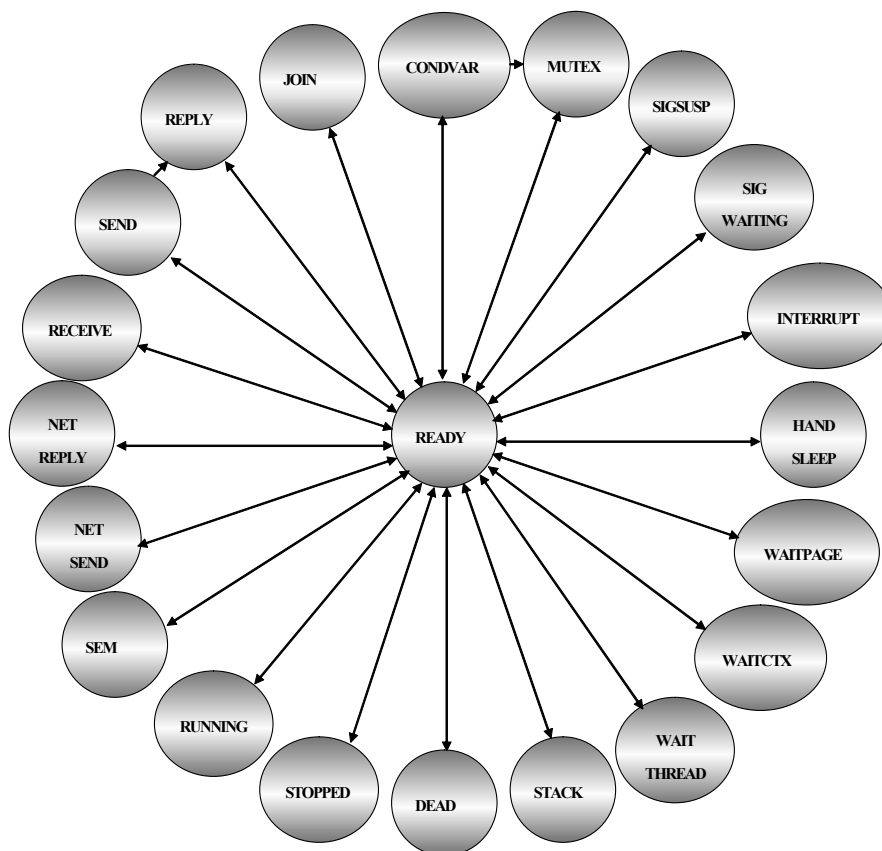 JOIN
CONDVAR
MUTEX
REPLY
SIGSUSP
SIG
WAITING
SEND
RECEIVE
INTERRUPT
NET
REPLY
READY
HAND
SLEEP
NET
SEND
WAITPAGE
SEM
WAITCTX
RUNNING
WAIT
THREAD
STOPPED
DEAD
STACK